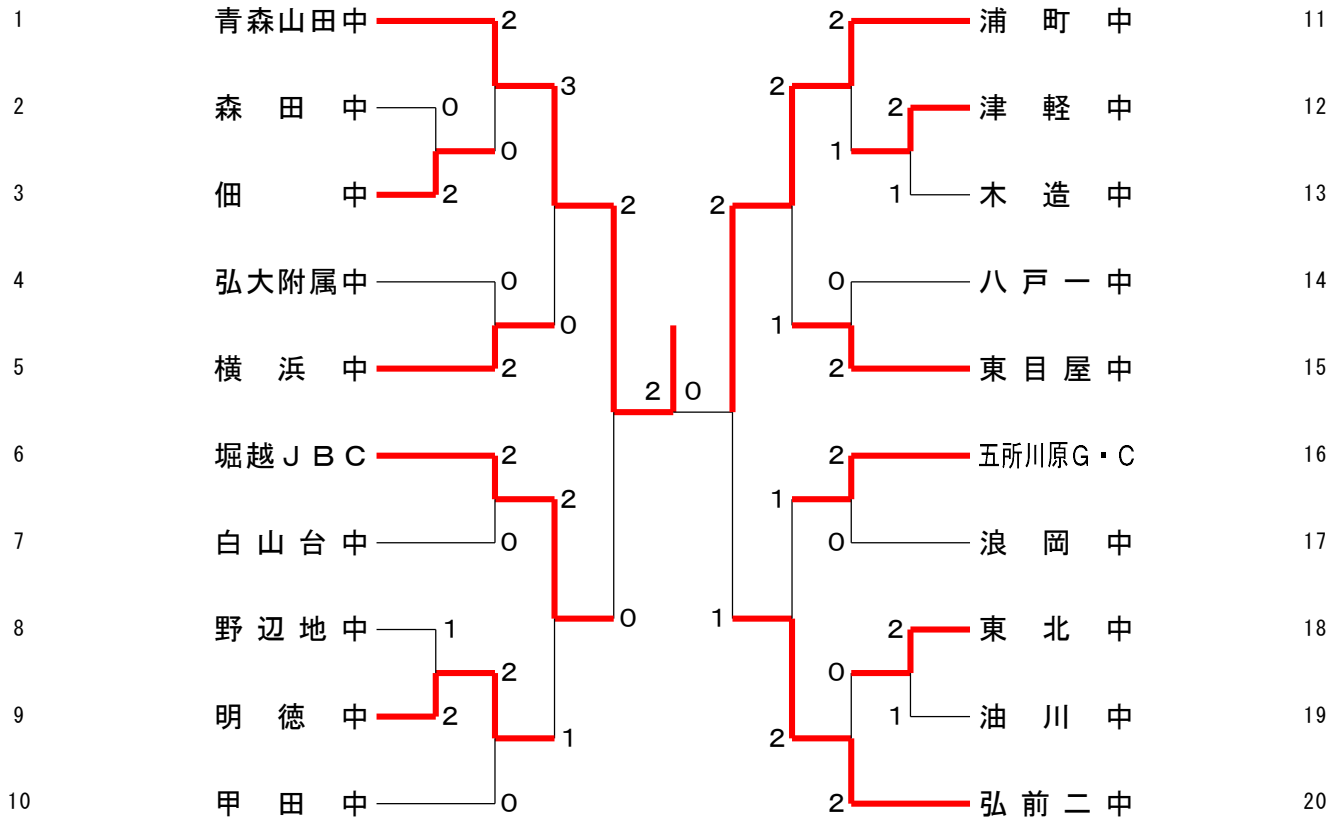 1 青森山田中 2 2 浦町中 11
3 2
2 森田中 0 2 津軽中 12
0 1
3 佃中 2 1 木造中 13
2 2
4 弘大附属中 0 0 八戸一中 14
0 1
5 横浜中 2 2 東目屋中 15
2 0
6 堀越ＪＢＣ 2 2 五所川原Ｇ・Ｃ 16
2 1
7 白山台中 0 0 浪岡中 17
0 1
8 野辺地中 1 2 東北中 18
2 0
9 明徳中 2 1 油川中 19
1 2
10 甲田中 0 2 弘前二中 20